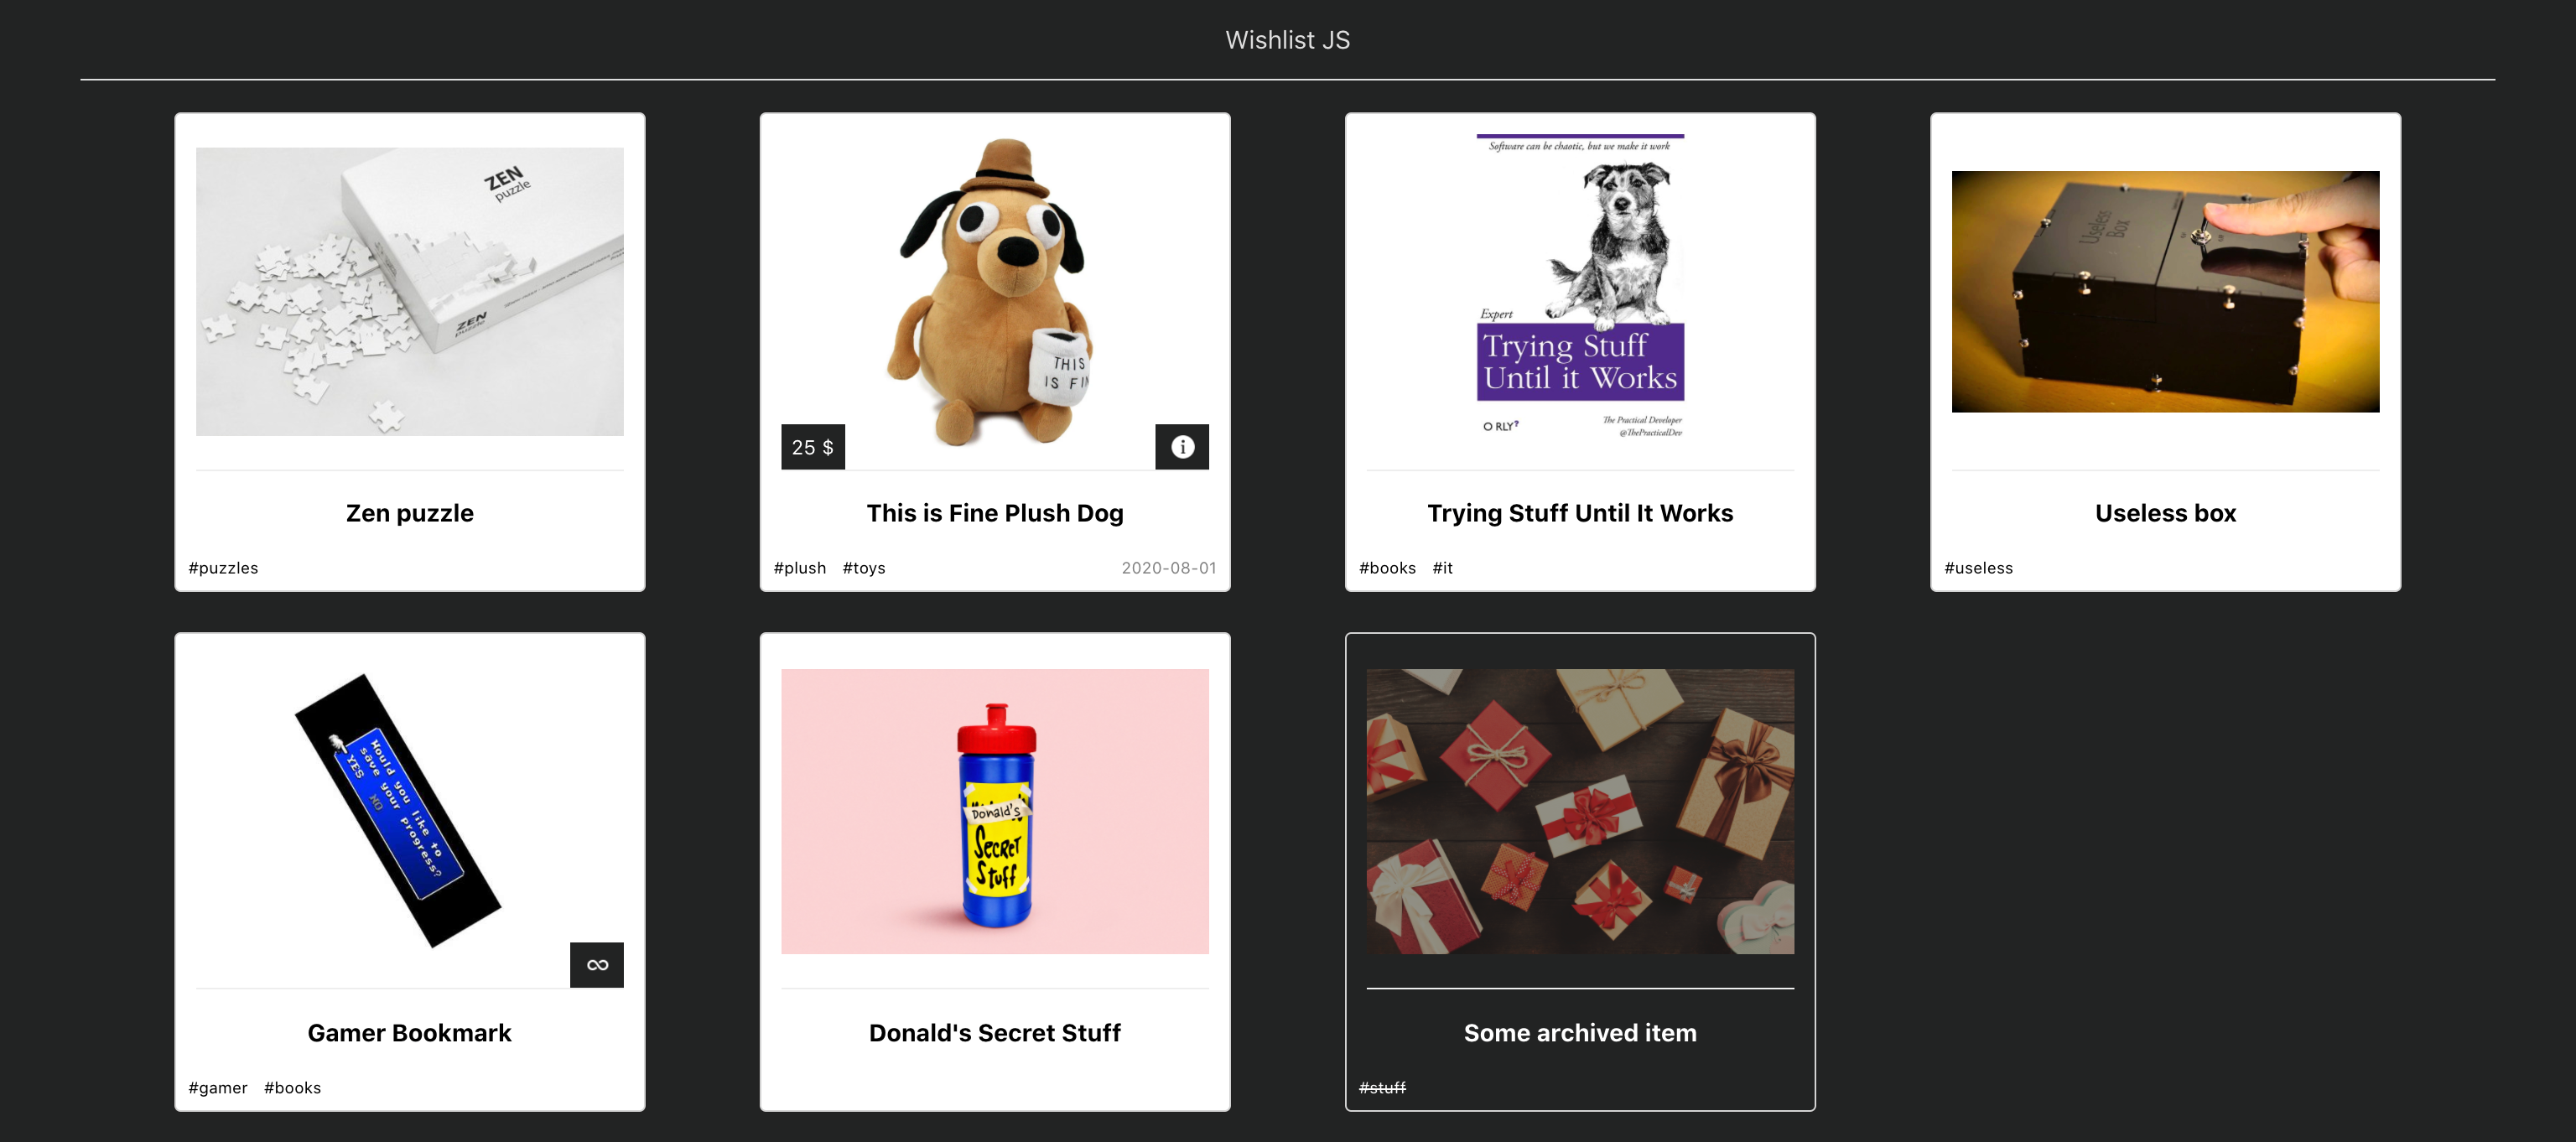 Wishlist JS
ZEN
puzzle
ZEN
puzzle
Zen puzzle
#puzzles
THIS
IS FIN
25 $
i
This is Fine Plush Dog
#plush #toys 2020-08-01
Software can be chaotic, but we make it work
Expert
Trying Stuff
Until it Works
O RLY?
The Practical Developer
@ThePracticalDev
Trying Stuff Until It Works
#books #it
Useless
Box
Useless box
#useless
Would you like to
save your progress?
YES NO
∞
Gamer Bookmark
#gamer #books
Donald's
Secret
Stuff
Donald's Secret Stuff
Some archived item
#stuff